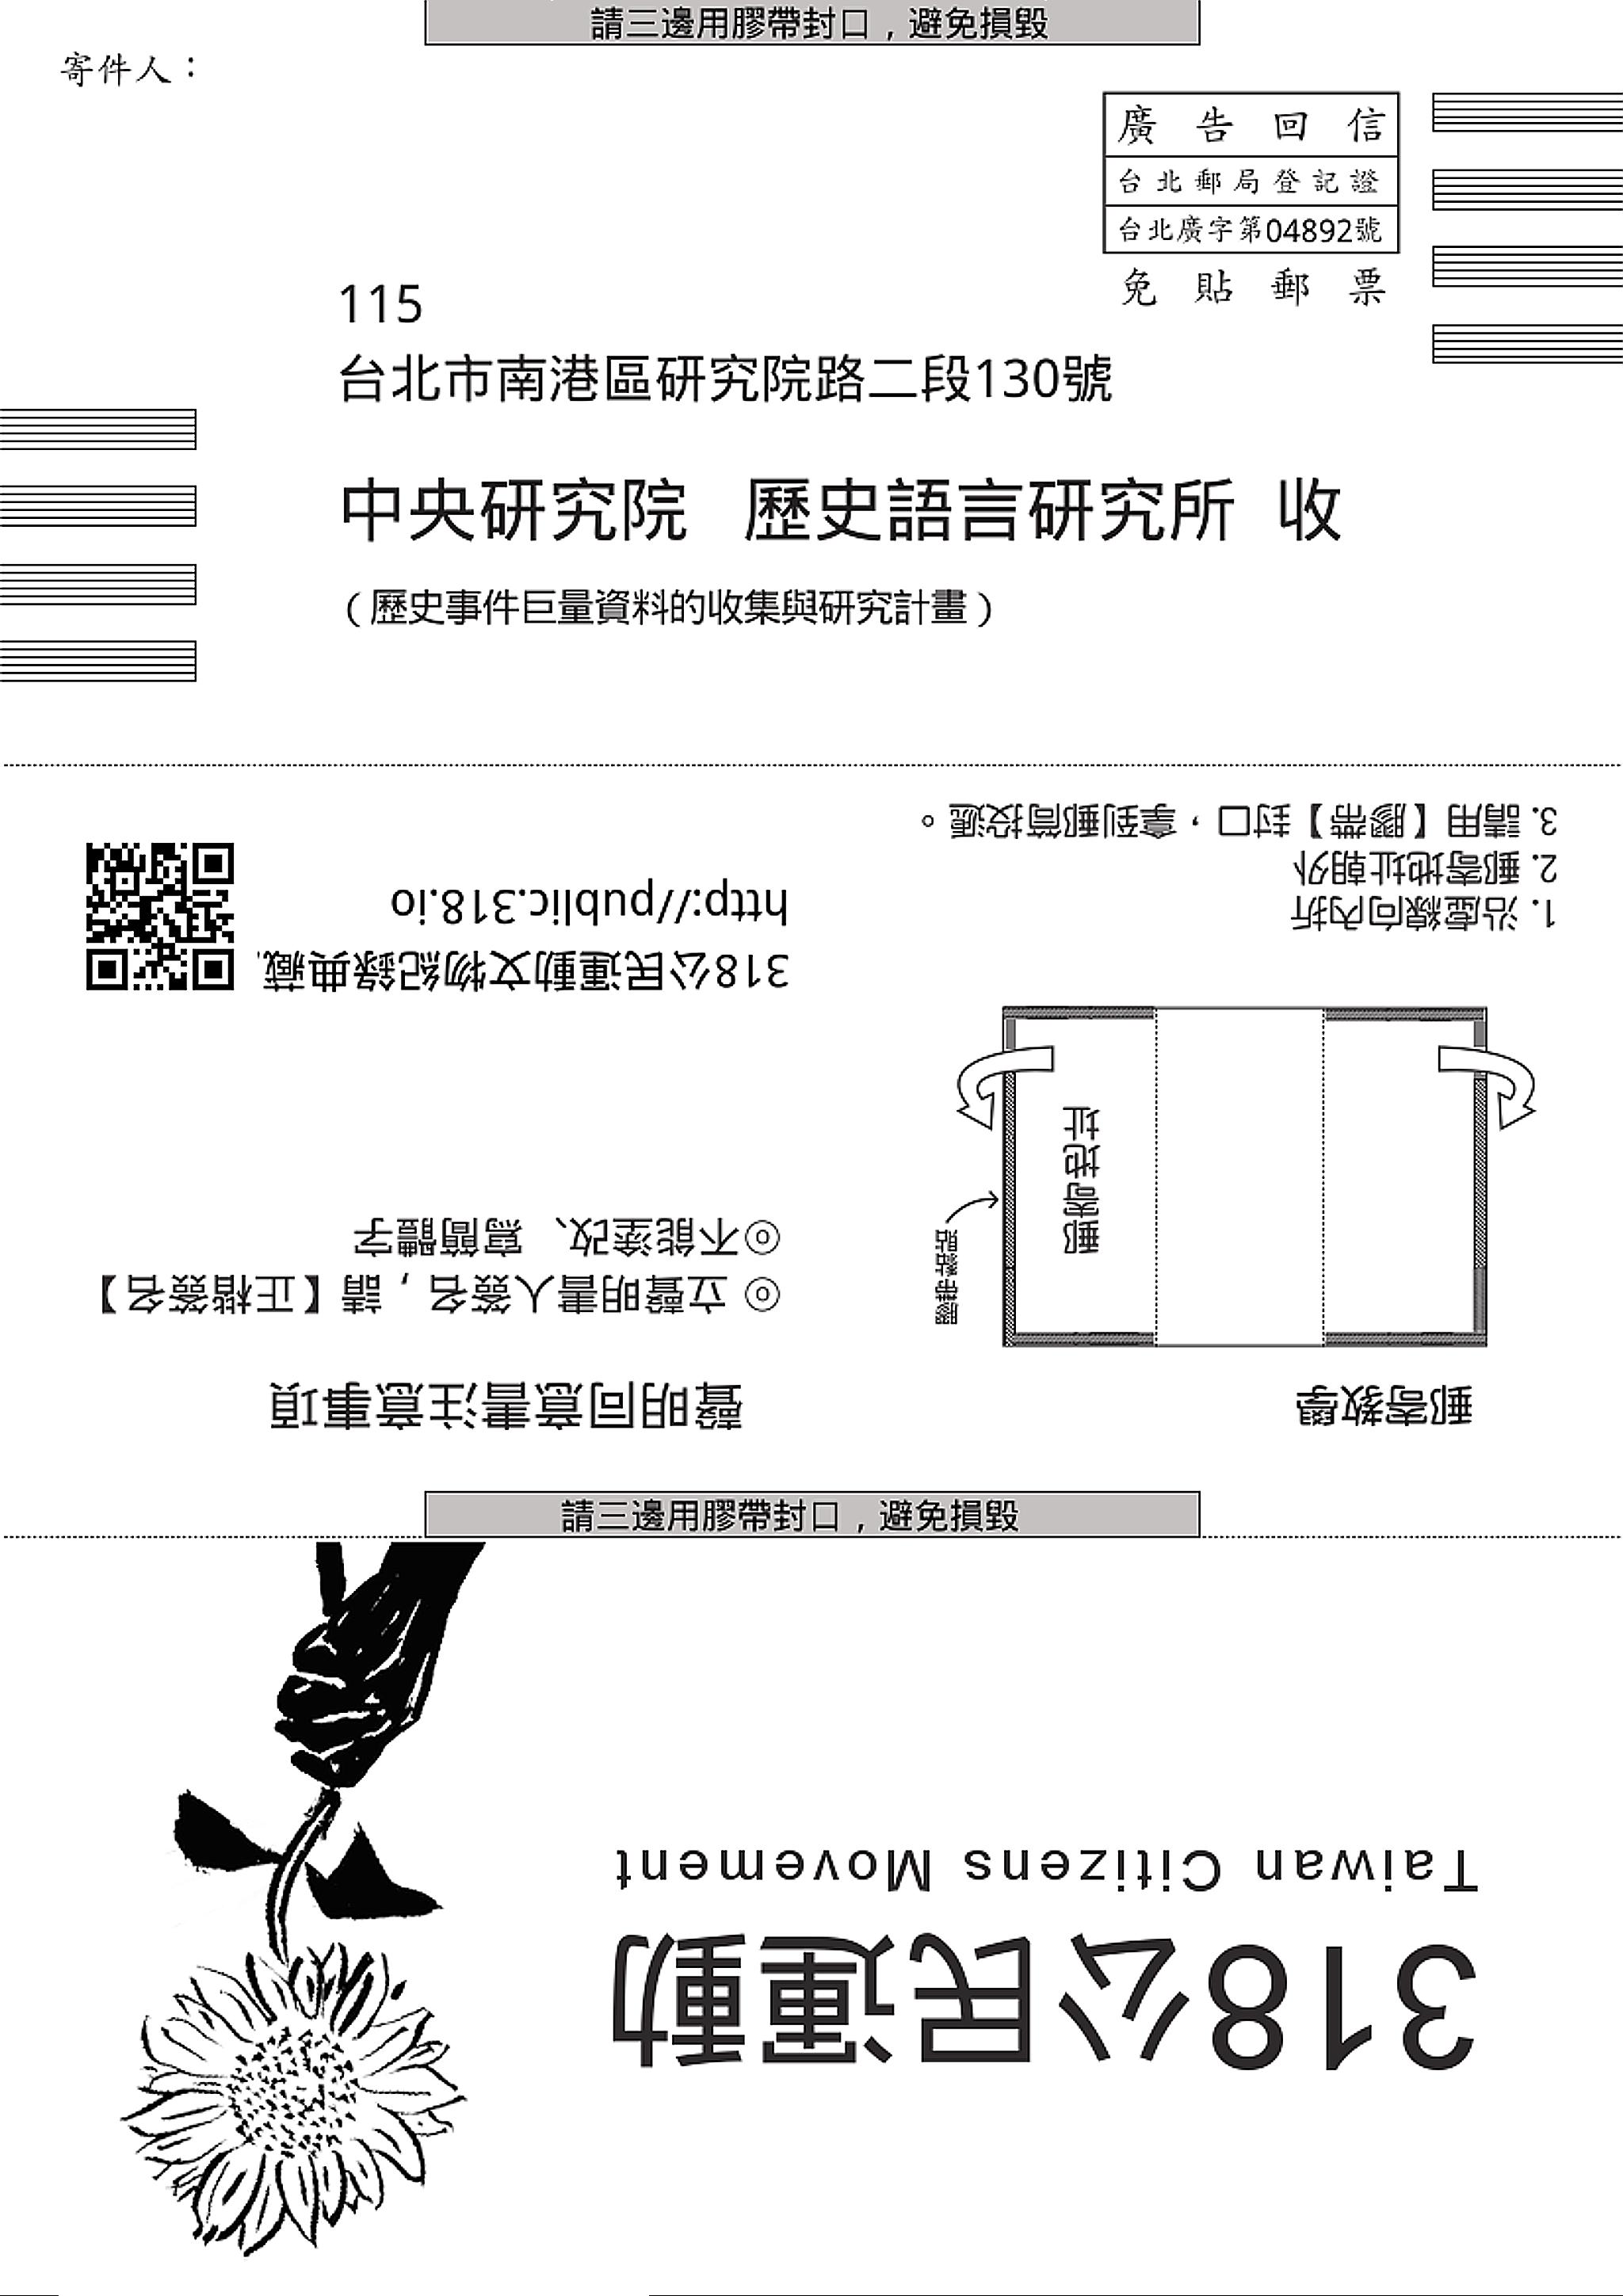 請三邊用膠帶封口，避免損毀
寄件人：
廣告回信
台北郵局登記證
台北廣字第04892號
免貼郵票
115
台北市南港區研究院路二段130號
中央研究院 歷史語言研究所 收
（歷史事件巨量資料的收集與研究計畫）
郵寄教學
郵寄地址
膠帶黏貼
1. 沿虛線向內折
2. 郵寄地址朝外
3. 請用【膠帶】封口，拿到郵筒投遞。
聲明同意書注意事項
◎ 立聲明書人簽名，請【正楷簽名】
◎不能塗改、寫簡體字
318公民運動文物紀錄典藏
http://public.318.io
請三邊用膠帶封口，避免損毀
318公民運動
Taiwan Citizens Movement